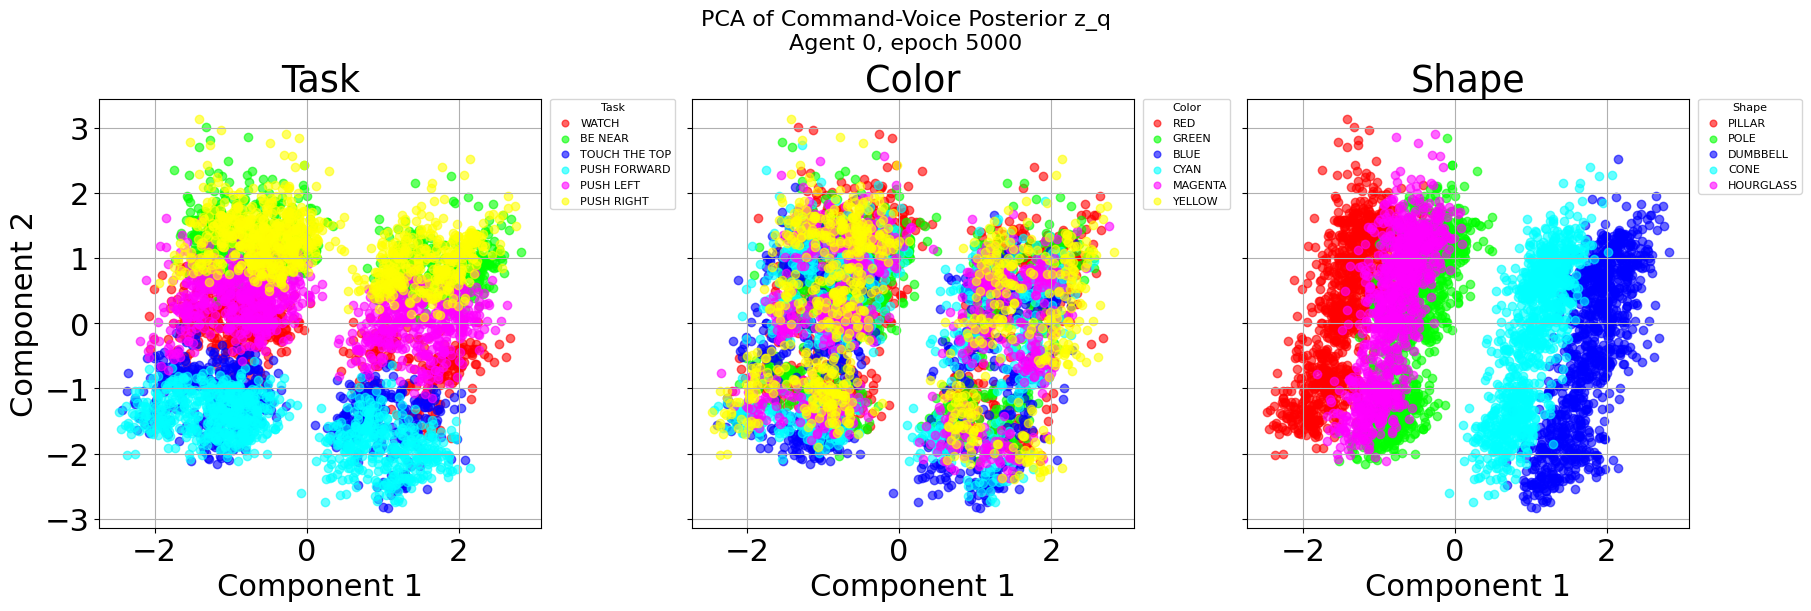 PCA of Command-Voice Posterior z_q
Agent 0, epoch 5000
Task
Component 2
3
2
1
0
−1
−2
−3
−2 0 2
Component 1
Task
WATCH
BE NEAR
TOUCH THE TOP
PUSH FORWARD
PUSH LEFT
PUSH RIGHT
Color
−2 0 2
Component 1
Color
RED
GREEN
BLUE
CYAN
MAGENTA
YELLOW
Shape
−2 0 2
Component 1
Shape
PILLAR
POLE
DUMBBELL
CONE
HOURGLASS